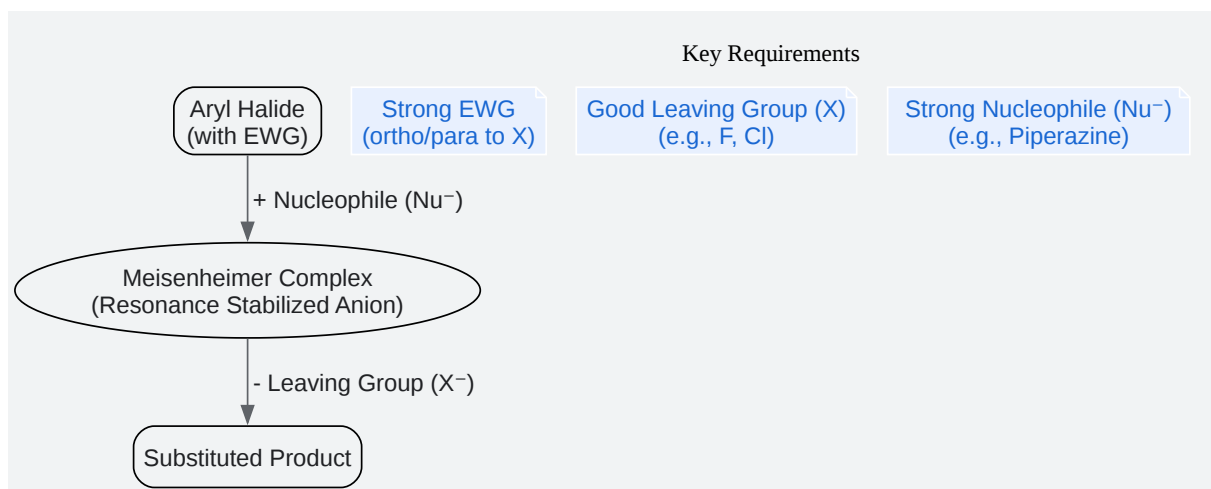 Key Requirements
Aryl Halide
(with EWG)
Strong EWG
(ortho/para to X)
Good Leaving Group (X)
(e.g., F, Cl)
Strong Nucleophile (Nu⁻)
(e.g., Piperazine)
+ Nucleophile (Nu⁻)
Meisenheimer Complex
(Resonance Stabilized Anion)
- Leaving Group (X⁻)
Substituted Product